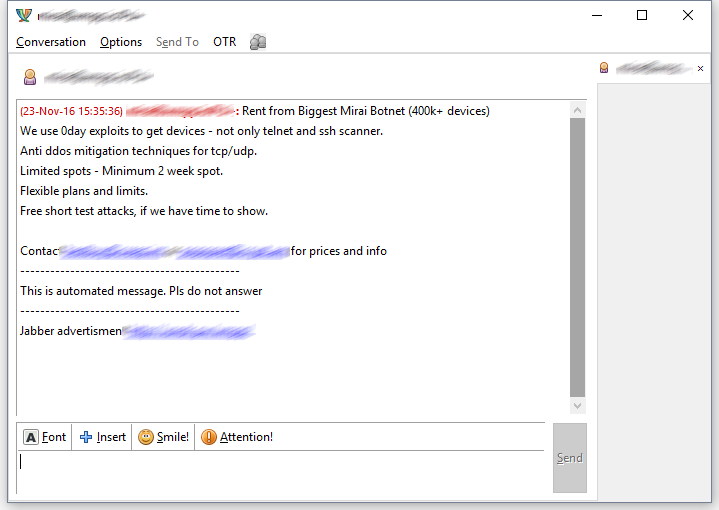 Conversation Options Send To OTR
(23-Nov-16 15:35:36) : Rent from Biggest Mirai Botnet (400k+ devices)
We use 0day exploits to get devices - not only telnet and ssh scanner.
Anti ddos mitigation techniques for tcp/udp.
Limited spots - Minimum 2 week spot.
Flexible plans and limits.
Free short test attacks, if we have time to show.
Contact for prices and info
--------------------------------------------
This is automated message. Pls do not answer
--------------------------------------------
Jabber advertismen
Font Insert Smile! Attention!
Send